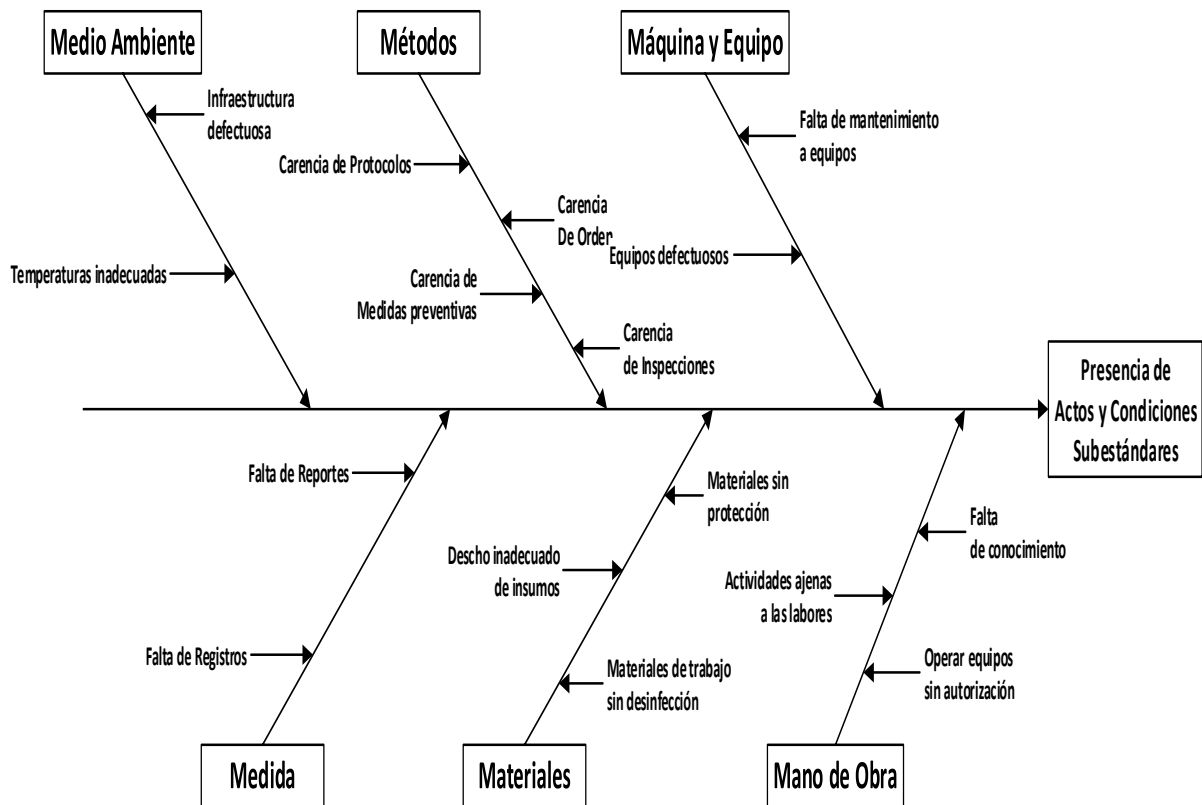 Medio Ambiente
Métodos
Máquina y Equipo
Infraestructura
defectuosa
Temperaturas inadecuadas
Carencia de Protocolos
Carencia
De Orden
Carencia de
Medidas preventivas
Carencia
de Inspecciones
Falta de mantenimiento
a equipos
Equipos defectuosos
Presencia de
Actos y Condiciones
Subestándares
Falta de Reportes
Falta de Registros
Materiales sin
protección
Descho inadecuado
de insumos
Materiales de trabajo
sin desinfección
Falta
de conocimiento
Actividades ajenas
a las labores
Operar equipos
sin autorización
Medida
Materiales
Mano de Obra